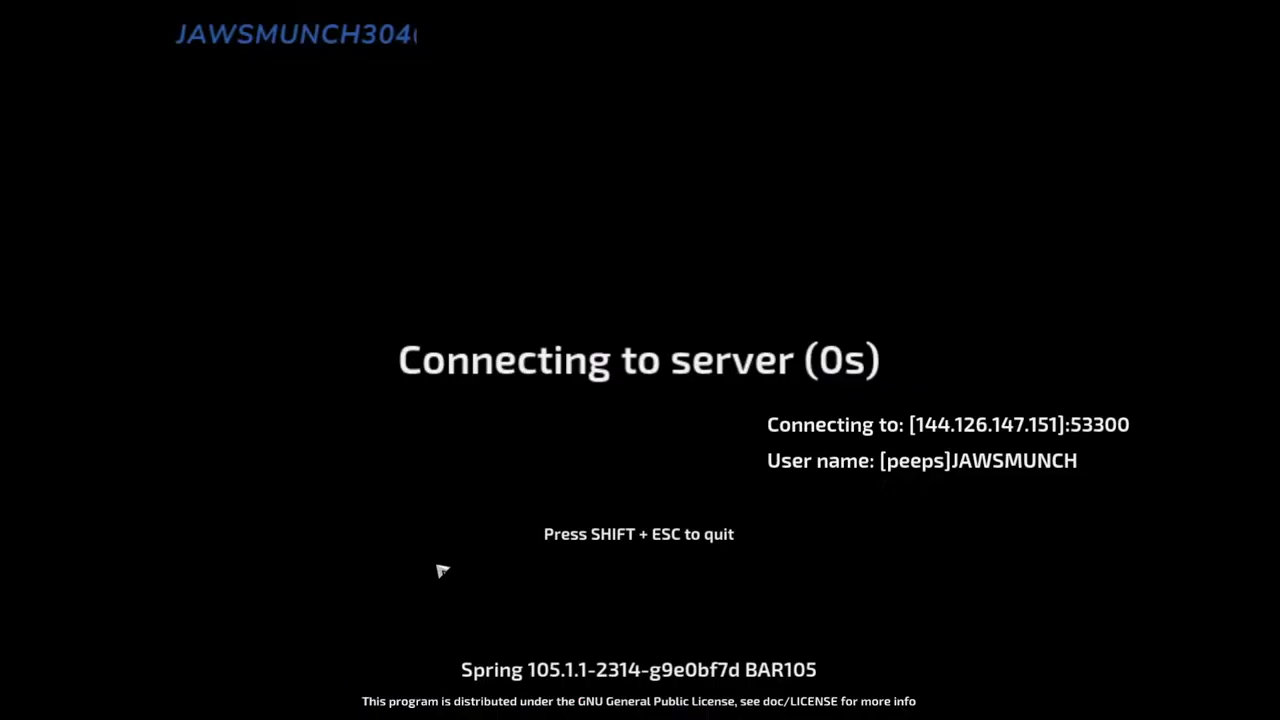 JAWSMUNCH304
Connecting to server (0s)
Connecting to: [144.126.147.151]:53300
User name: [peeps]JAWSMUNCH
Press SHIFT + ESC to quit
Spring 105.1.1-2314-g9e0bf7d BAR105
This program is distributed under the GNU General Public License, see doc/LICENSE for more info